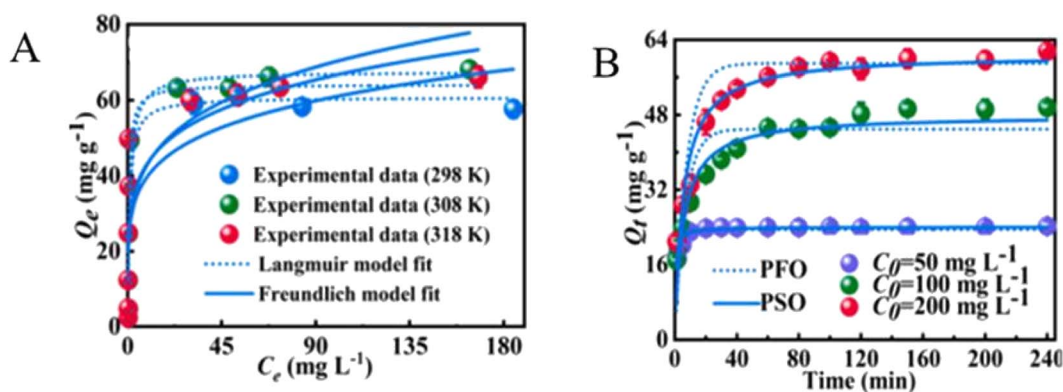 A
80
60
40
20
0
Qe (mg g-1)
Experimental data (298 K)
Experimental data (308 K)
Experimental data (318 K)
Langmuir model fit
Freundlich model fit
0 45 90 135 180
Ce (mg L-1)
B
64
48
32
16
0
Qt (mg g-1)
PFO
PSO
C0=50 mg L-1
C0=100 mg L-1
C0=200 mg L-1
0 40 80 120 160 200 240
Time (min)